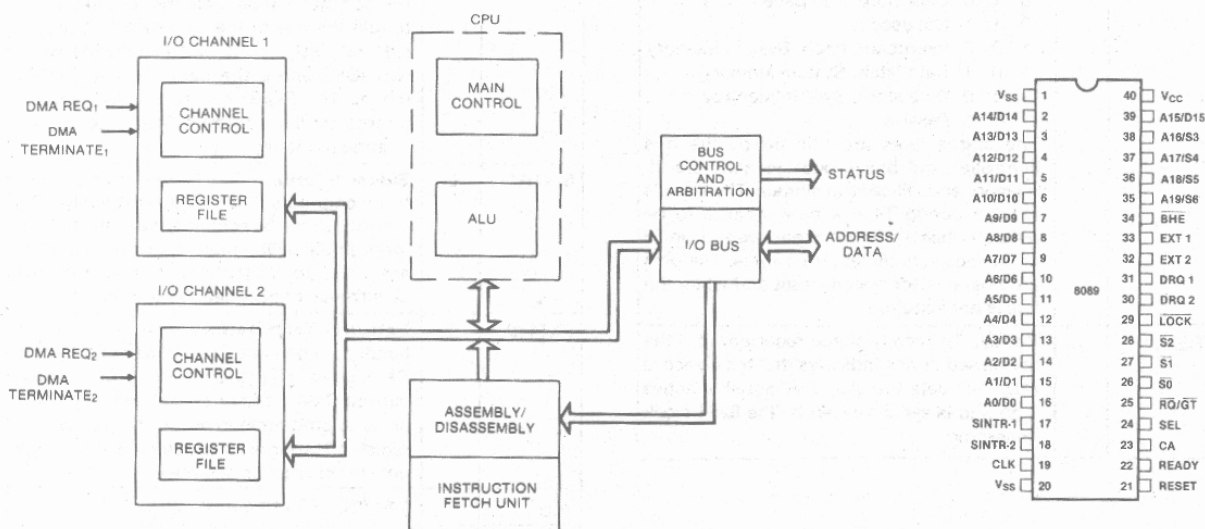 CPU
I/O CHANNEL 1
CHANNEL
CONTROL
REGISTER
FILE
DMA REQ₁
DMA
TERMINATE₁
MAIN
CONTROL
ALU
I/O CHANNEL 2
CHANNEL
CONTROL
REGISTER
FILE
DMA REQ₂
DMA
TERMINATE₂
ASSEMBLY/
DISASSEMBLY
INSTRUCTION
FETCH UNIT
BUS
CONTROL
AND
ARBITRATION
I/O BUS
STATUS
ADDRESS/
DATA
8089
VSS 1
A14/D14 2
A13/D13 3
A12/D12 4
A11/D11 5
A10/D10 6
A9/D9 7
A8/D8 8
A7/D7 9
A6/D6 10
A5/D5 11
A4/D4 12
A3/D3 13
A2/D2 14
A1/D1 15
A0/D0 16
SINTR-1 17
SINTR-2 18
CLK 19
VSS 20
40 VCC
39 A15/D15
38 A16/S3
37 A17/S4
36 A18/S5
35 A19/S6
34 B̅H̅E̅
33 EXT 1
32 EXT 2
31 DRQ 1
30 DRQ 2
29 L̅O̅C̅K̅
28 S̅2̅
27 S̅1̅
26 S̅0̅
25 R̅Q̅/G̅T̅
24 SEL
23 CA
22 READY
21 RESET